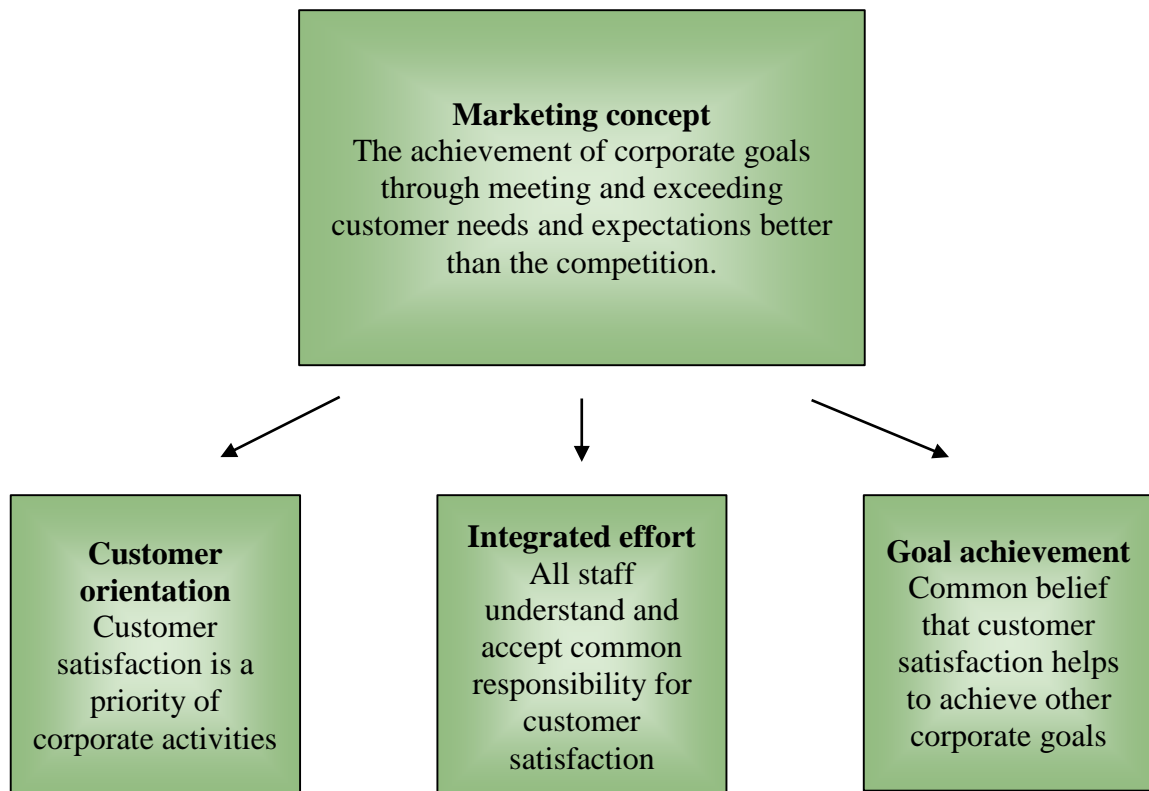 Marketing concept
The achievement of corporate goals
through meeting and exceeding
customer needs and expectations better
than the competition.
Customer
orientation
Customer
satisfaction is a
priority of
corporate activities
Integrated effort
All staff
understand and
accept common
responsibility for
customer
satisfaction
Goal achievement
Common belief
that customer
satisfaction helps
to achieve other
corporate goals